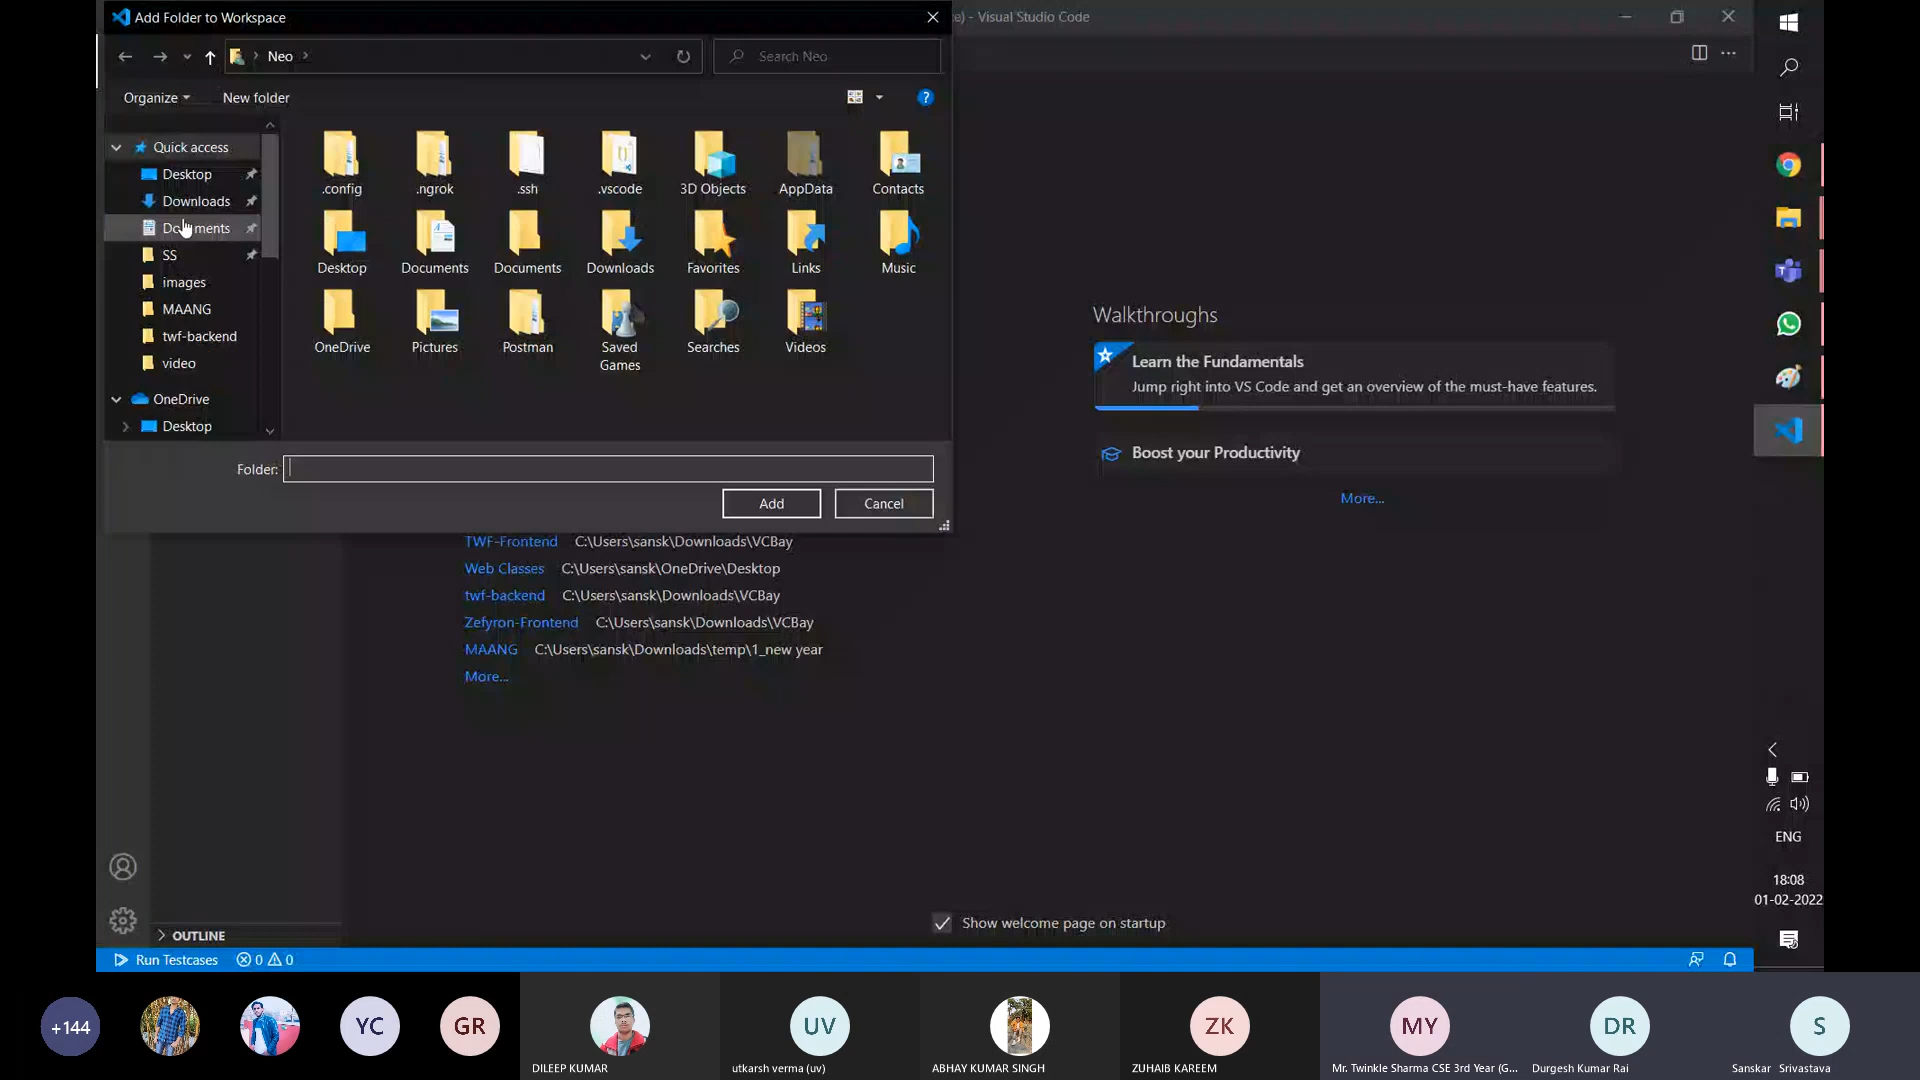 Add Folder to Workspace
e) - Visual Studio Code
Neo
Search Neo
Organize
New folder
?
Quick access
Desktop
Downloads
Documents
SS
images
MAANG
twf-backend
video
OneDrive
Desktop
.config
.ngrok
.ssh
.vscode
3D Objects
AppData
Contacts
Desktop
Documents
Documents
Downloads
Favorites
Links
Music
OneDrive
Pictures
Postman
Saved
Games
Searches
Videos
Folder:
Add
Cancel
TWF-Frontend C:\Users\sansk\Downloads\VCBay
Web Classes C:\Users\sansk\OneDrive\Desktop
twf-backend C:\Users\sansk\Downloads\VCBay
Zefyron-Frontend C:\Users\sansk\Downloads\VCBay
MAANG C:\Users\sansk\Downloads\temp\1_new year
More...
Walkthroughs
Learn the Fundamentals
Jump right into VS Code and get an overview of the must-have features.
Boost your Productivity
More...
Show welcome page on startup
OUTLINE
Run Testcases
0
0
ENG
18:08
01-02-2022
+144
YC
GR
DILEEP KUMAR
UV
utkarsh verma (uv)
ABHAY KUMAR SINGH
ZK
ZUHAIB KAREEM
MY
Mr. Twinkle Sharma CSE 3rd Year (G...
DR
Durgesh Kumar Rai
S
Sanskar Srivastava